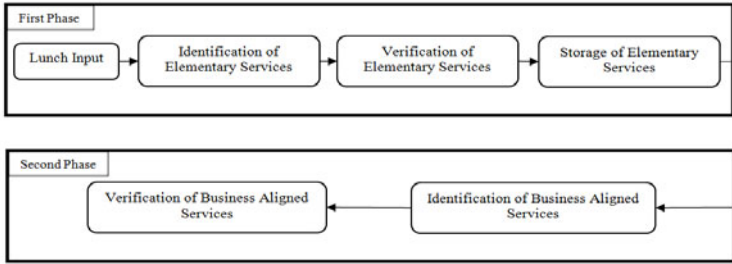 First Phase
Lunch Input
Identification of
Elementary Services
Verification of
Elementary Services
Storage of Elementary
Services
Second Phase
Verification of Business Aligned
Services
Identification of Business Aligned
Services